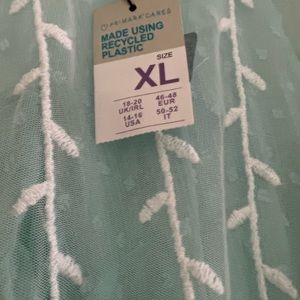 PRIMARK CARES
MADE USING
RECYCLED
PLASTIC
SIZE
XL
18-20 46-48
UK/IRL EUR
14-16 50-52
USA IT